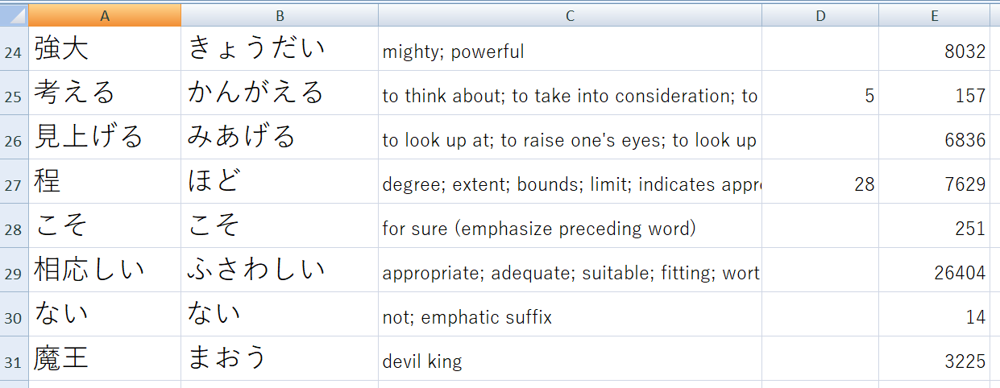 A B C D E
24 強大 きょうだい mighty; powerful 8032
25 考える かんがえる to think about; to take into consideration; to 5 157
26 見上げる みあげる to look up at; to raise one's eyes; to look up 6836
27 程 ほど degree; extent; bounds; limit; indicates appr 28 7629
28 こそ こそ for sure (emphasize preceding word) 251
29 相応しい ふさわしい appropriate; adequate; suitable; fitting; wort 26404
30 ない ない not; emphatic suffix 14
31 魔王 まおう devil king 3225